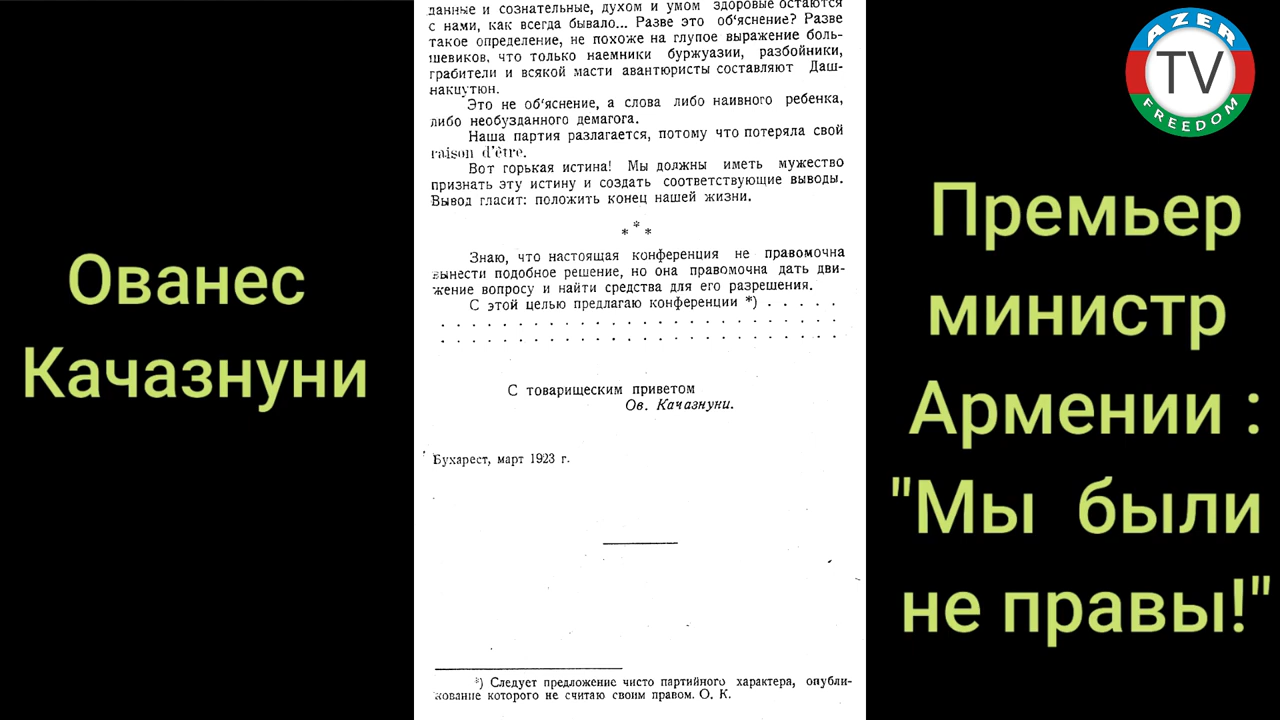 Ованес
Качазнуни
данные и сознательные, духом и умом здоровые остаются
с нами, как всегда бывало... Разве это об'яснение? Разве
такое определение, не похоже на глупое выражение боль-
шевиков, что только наемники буржуазии, разбойники,
грабители и всякой масти авантюристы составляют Даш-
накцутюн.
Это не об'яснение, а слова либо наивного ребенка,
либо необузданного демагога.
Наша партия разлагается, потому что потеряла свой
raison d'être.
Вот горькая истина! Мы должны иметь мужество
признать эту истину и создать соответствующие выводы.
Вывод гласит: положить конец нашей жизни.
* * *
Знаю, что настоящая конференция не правомочна
вынести подобное решение, но она правомочна дать дви-
жение вопросу и найти средства для его разрешения.
С этой целью предлагаю конференции *) . . . . .
. . . . . . . . . . . . . . . . . . . . . . . . . .
. . . . . . . . . . . . . . . . . . . . . . . . . .
С товарищеским приветом
Ов. Качазнуни.
Бухарест, март 1923 г.
*) Следует предложение чисто партийного характера, опубли-
кование которого не считаю своим правом. О. К.
AZER
TV
FREEDOM
Премьер
министр
Армении :
"Мы были
не правы!"